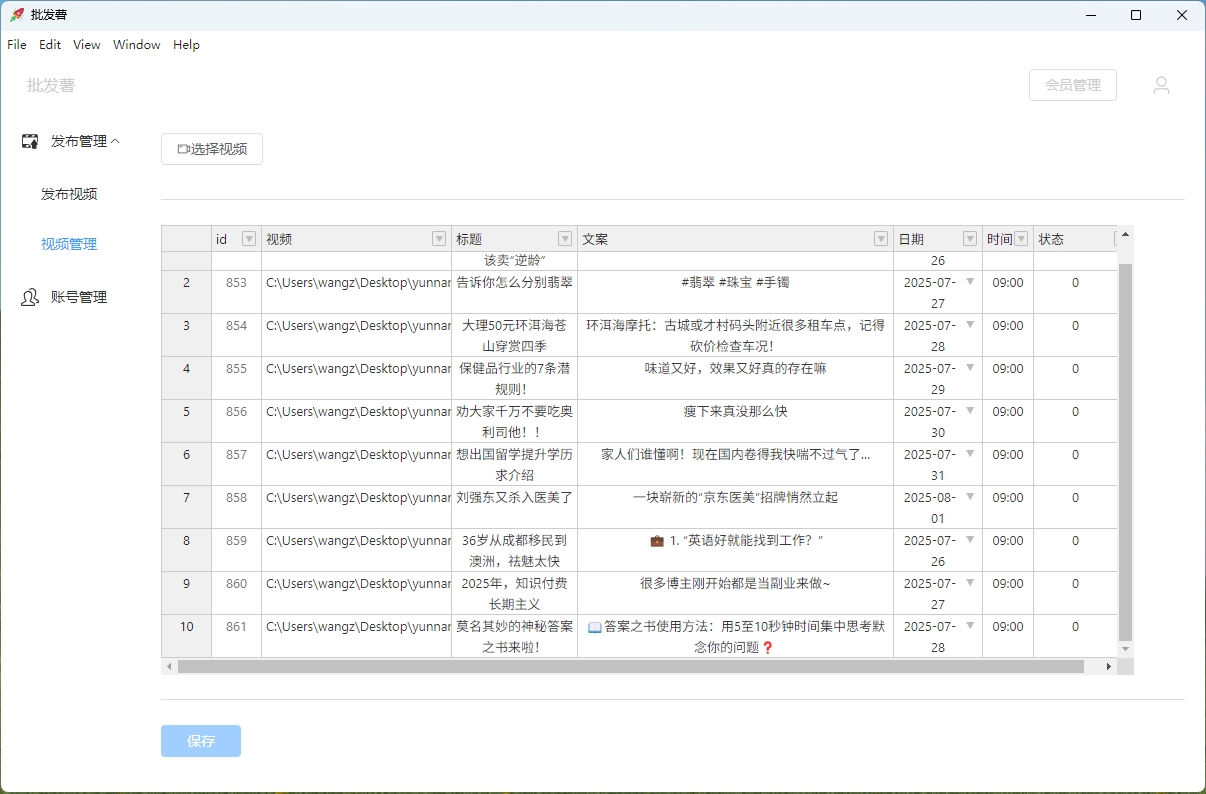 批发薯
File Edit View Window Help
批发薯
会员管理
发布管理
选择视频
发布视频
视频管理
账号管理
id 视频 标题 文案 日期 时间 状态
该卖“逆龄” 26
2 853 C:\Users\wangz\Desktop\yunnar 告诉你怎么分别翡翠 #翡翠 #珠宝 #手镯 2025-07- 09:00 0
27
3 854 C:\Users\wangz\Desktop\yunnar 大理50元环洱海苍 环洱海摩托：古城或才村码头附近很多租车点，记得 2025-07- 09:00 0
山穿赏四季 砍价检查车况！ 28
4 855 C:\Users\wangz\Desktop\yunnar 保健品行业的7条潜 味道又好，效果又好真的存在嘛 2025-07- 09:00 0
规则！ 29
5 856 C:\Users\wangz\Desktop\yunnar 劝大家千万不要吃奥 瘦下来真没那么快 2025-07- 09:00 0
利司他！！ 30
6 857 C:\Users\wangz\Desktop\yunnar 想出国留学提升学历 家人们谁懂啊！现在国内卷得我快喘不过气了... 2025-07- 09:00 0
求介绍 31
7 858 C:\Users\wangz\Desktop\yunnar 刘强东又杀入医美了 一块崭新的“京东医美”招牌悄然立起 2025-08- 09:00 0
01
8 859 C:\Users\wangz\Desktop\yunnar 36岁从成都移民到 💼 1. “英语好就能找到工作？” 2025-07- 09:00 0
澳洲，祛魅太快 26
9 860 C:\Users\wangz\Desktop\yunnar 2025年，知识付费 很多博主刚开始都是当副业来做~ 2025-07- 09:00 0
长期主义 27
10 861 C:\Users\wangz\Desktop\yunnar 莫名其妙的神秘答案 📖答案之书使用方法：用5至10秒钟时间集中思考默 2025-07- 09:00 0
之书来啦！ 念你的问题❓ 28
保存